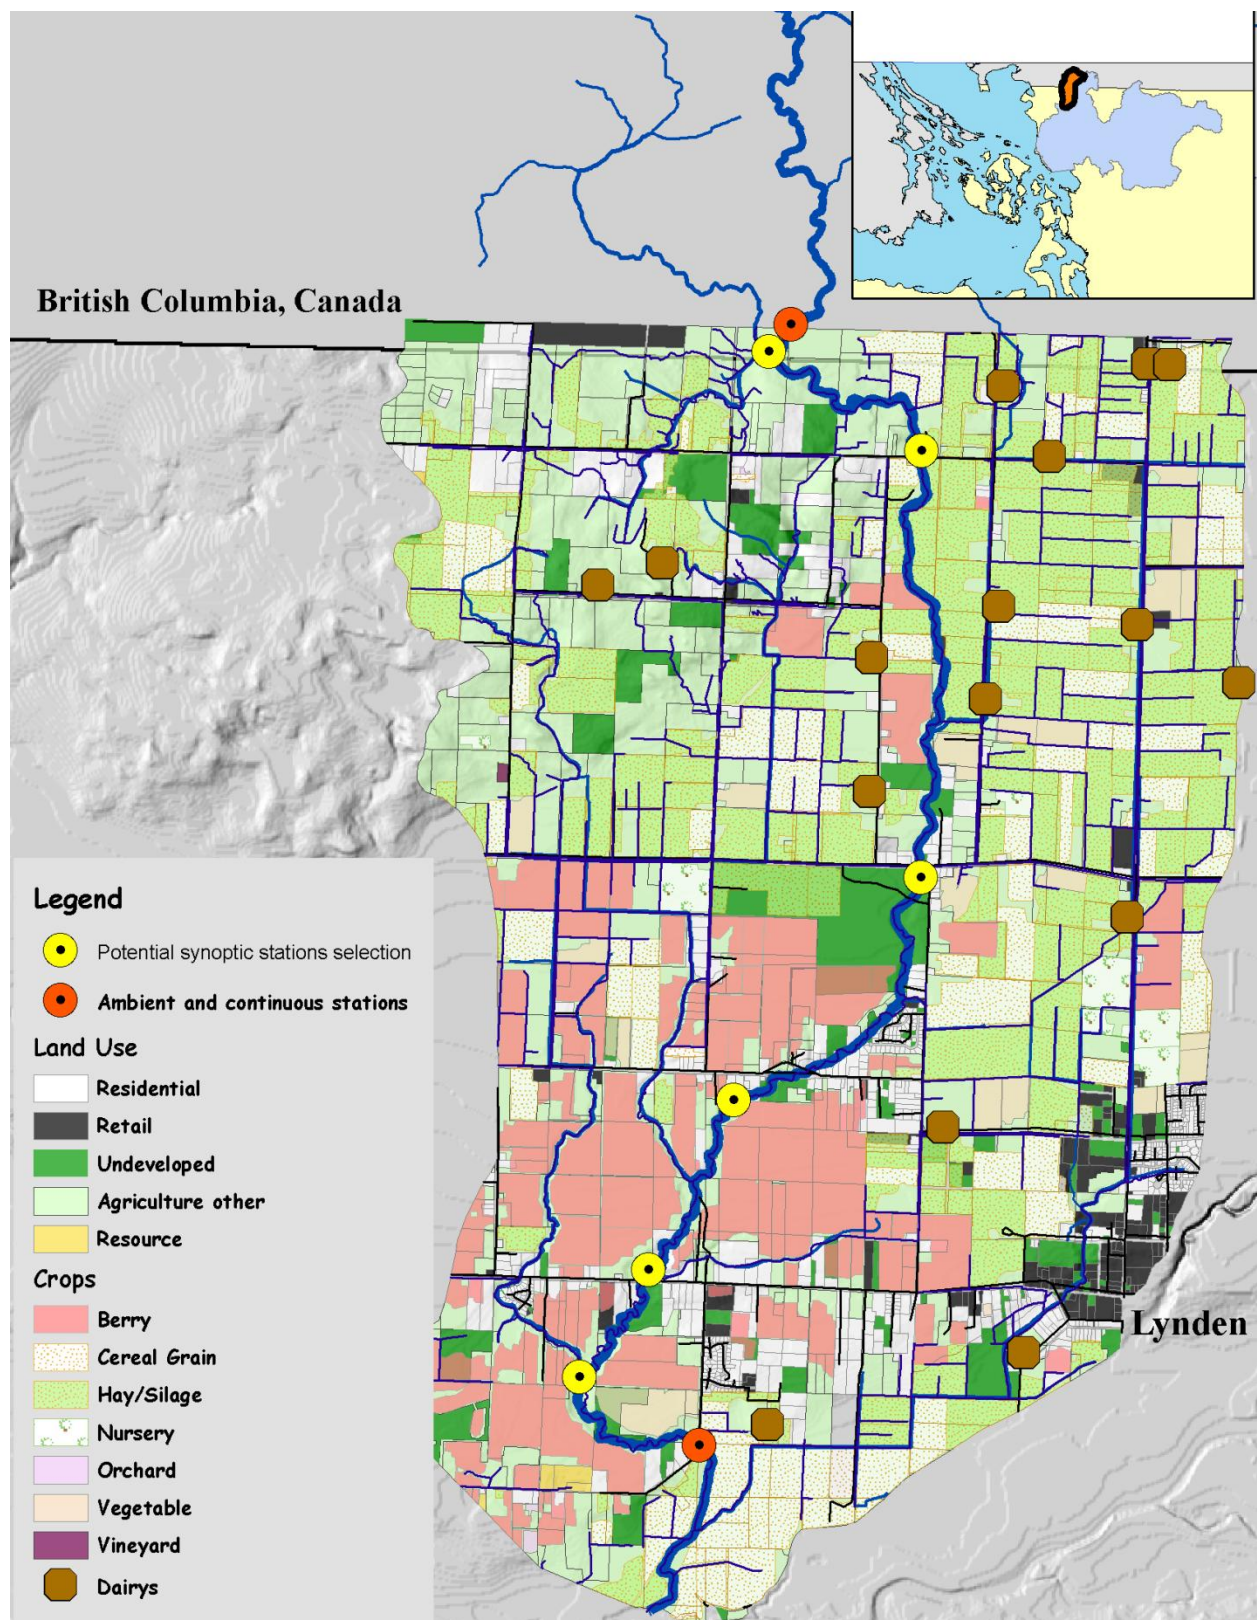 British Columbia, Canada
Legend
Potential synoptic stations selection
Ambient and continuous stations
Land Use
Residential
Retail
Undeveloped
Agriculture other
Resource
Crops
Berry
Cereal Grain
Hay/Silage
Nursery
Orchard
Vegetable
Vineyard
Dairys
Lynden